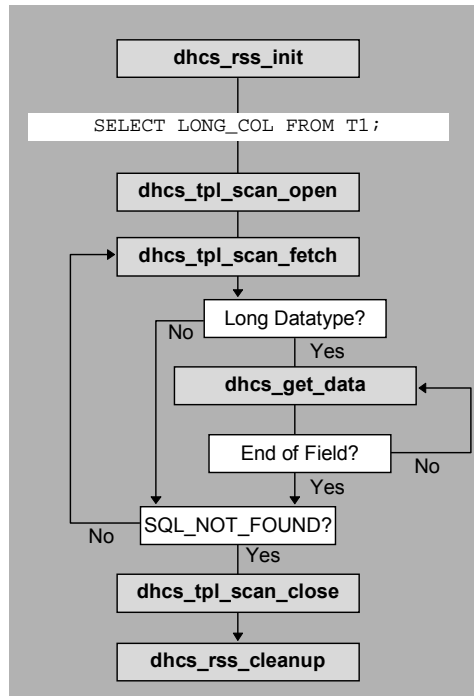 dhcs_rss_init
SELECT LONG_COL FROM T1;
dhcs_tpl_scan_open
dhcs_tpl_scan_fetch
Long Datatype?
No
Yes
dhcs_get_data
End of Field?
No
Yes
SQL_NOT_FOUND?
No
Yes
dhcs_tpl_scan_close
dhcs_rss_cleanup